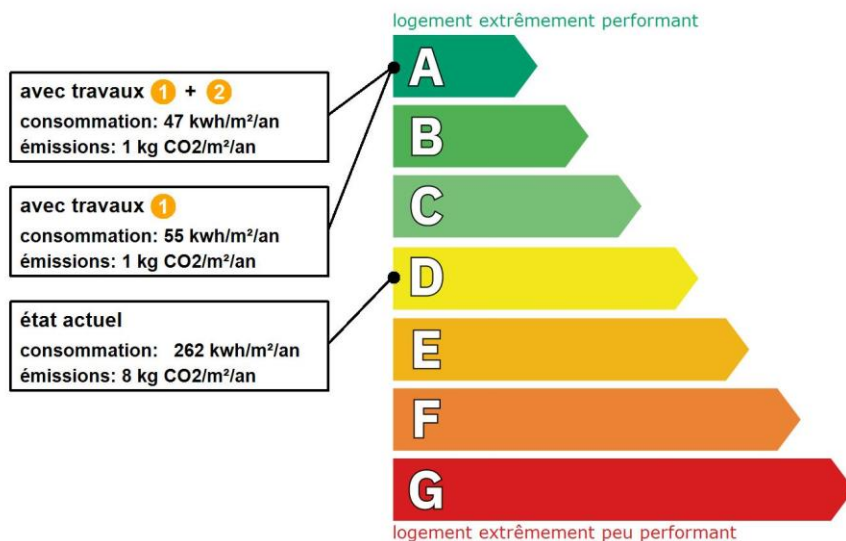 logement extrêmement performant
avec travaux 1 + 2
consommation: 47 kwh/m²/an
émissions: 1 kg CO2/m²/an
avec travaux 1
consommation: 55 kwh/m²/an
émissions: 1 kg CO2/m²/an
état actuel
consommation: 262 kwh/m²/an
émissions: 8 kg CO2/m²/an
A
B
C
D
E
F
G
logement extrêmement peu performant